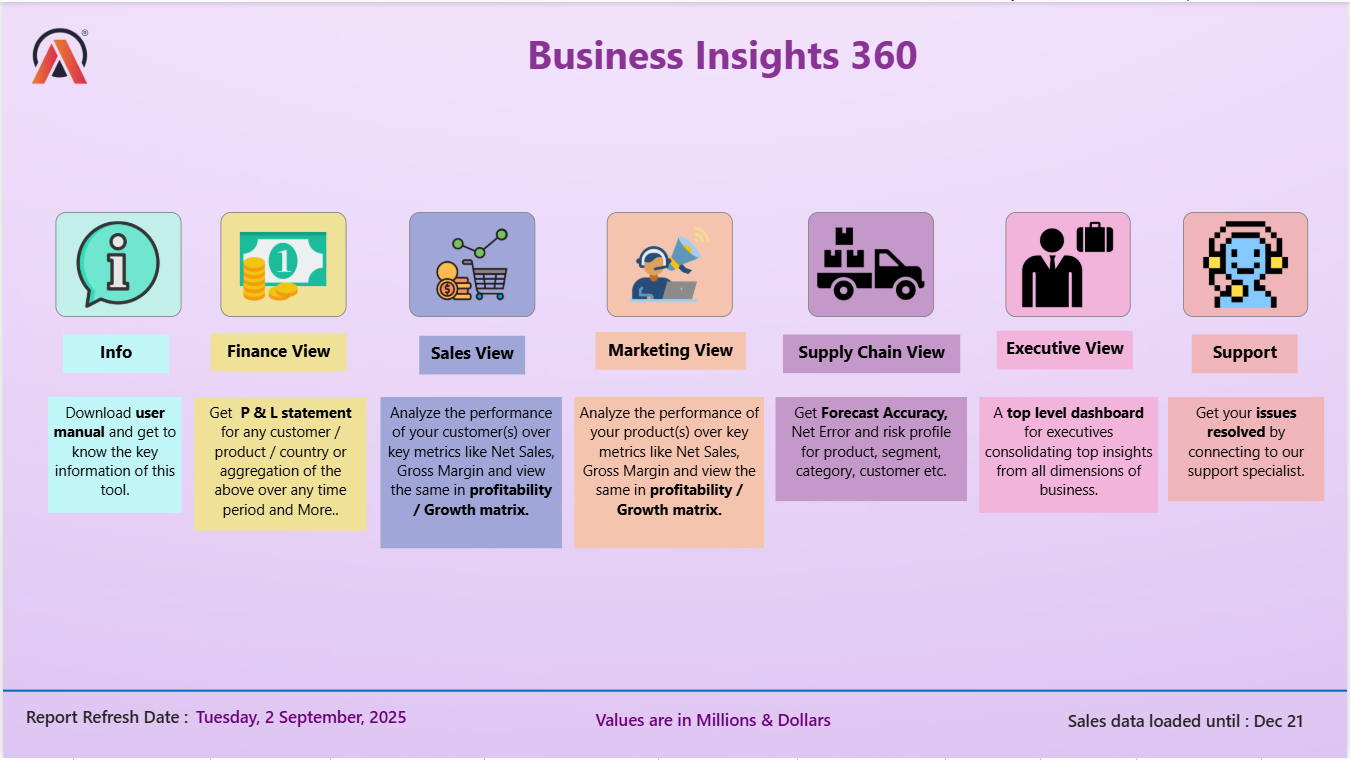 Business Insights 360
®
1
$
Info
Finance View
Sales View
Marketing View
Supply Chain View
Executive View
Support
Download user
manual and get to
know the key
information of this
tool.
Get P & L statement
for any customer /
product / country or
aggregation of the
above over any time
period and More..
Analyze the performance
of your customer(s) over
key metrics like Net Sales,
Gross Margin and view
the same in profitability
/ Growth matrix.
Analyze the performance of
your product(s) over key
metrics like Net Sales,
Gross Margin and view the
same in profitability /
Growth matrix.
Get Forecast Accuracy,
Net Error and risk profile
for product, segment,
category, customer etc.
A top level dashboard
for executives
consolidating top insights
from all dimensions of
business.
Get your issues
resolved by
connecting to our
support specialist.
Report Refresh Date : Tuesday, 2 September, 2025
Values are in Millions & Dollars
Sales data loaded until : Dec 21